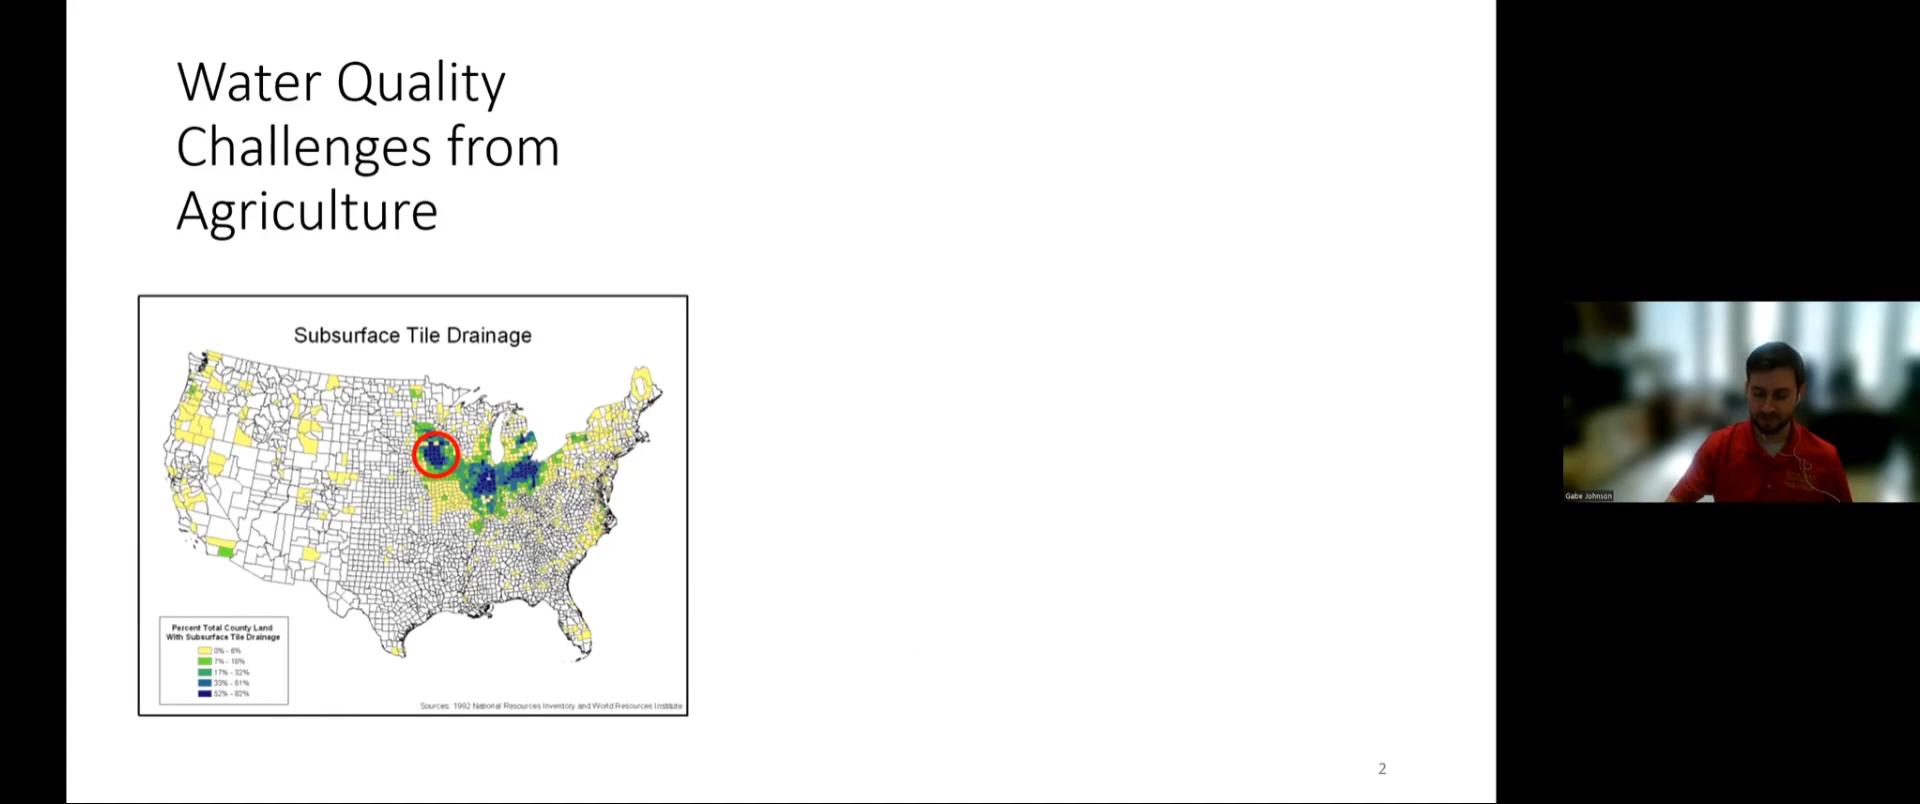 Water Quality
Challenges from
Agriculture
Subsurface Tile Drainage
Percent Total County Land
With Subsurface Tile Drainage
0% - 6%
7% - 16%
17% - 32%
33% - 51%
52% - 82%
Sources: 1992 National Resources Inventory and World Resources Institute
2
Gabe Johnson